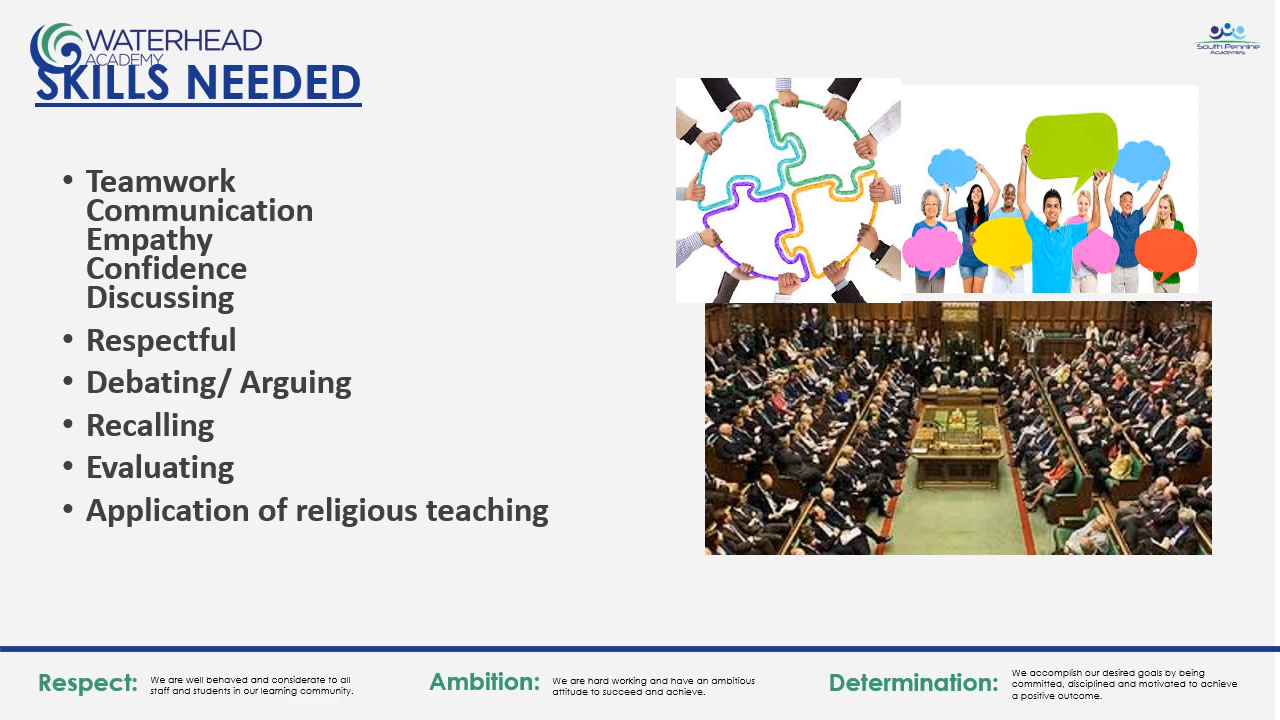 WATERHEAD
ACADEMY
SKILLS NEEDED
South Pennine
Academies
• Teamwork
Communication
Empathy
Confidence
Discussing
• Respectful
• Debating/ Arguing
• Recalling
• Evaluating
• Application of religious teaching
Respect:
We are well behaved and considerate to all
staff and students in our learning community.
Ambition:
We are hard working and have an ambitious
attitude to succeed and achieve.
Determination:
We accomplish our desired goals by being
committed, disciplined and motivated to achieve
a positive outcome.